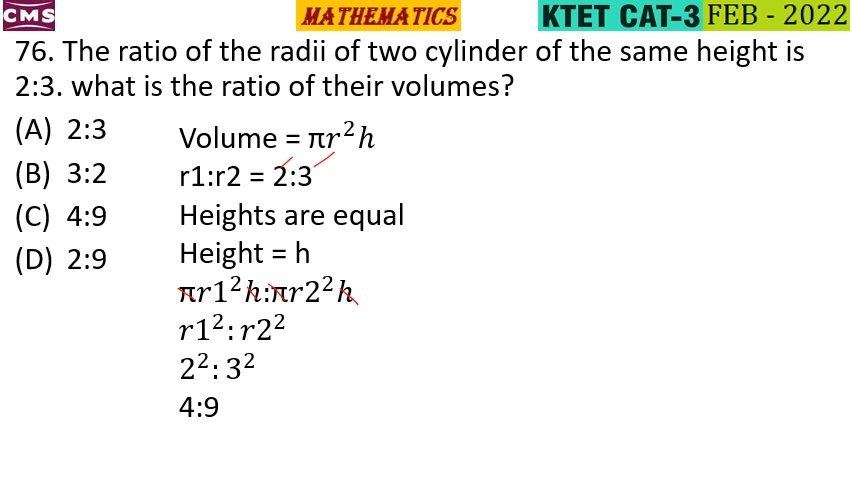 CMS MATHEMATICS KTET CAT-3 FEB - 2022
76. The ratio of the radii of two cylinder of the same height is
2:3. what is the ratio of their volumes?
(A) 2:3
(B) 3:2
(C) 4:9
(D) 2:9
Volume = πr²h
r1:r2 = 2:3
Heights are equal
Height = h
πr1²h:πr2²h
r1²:r2²
2²:3²
4:9